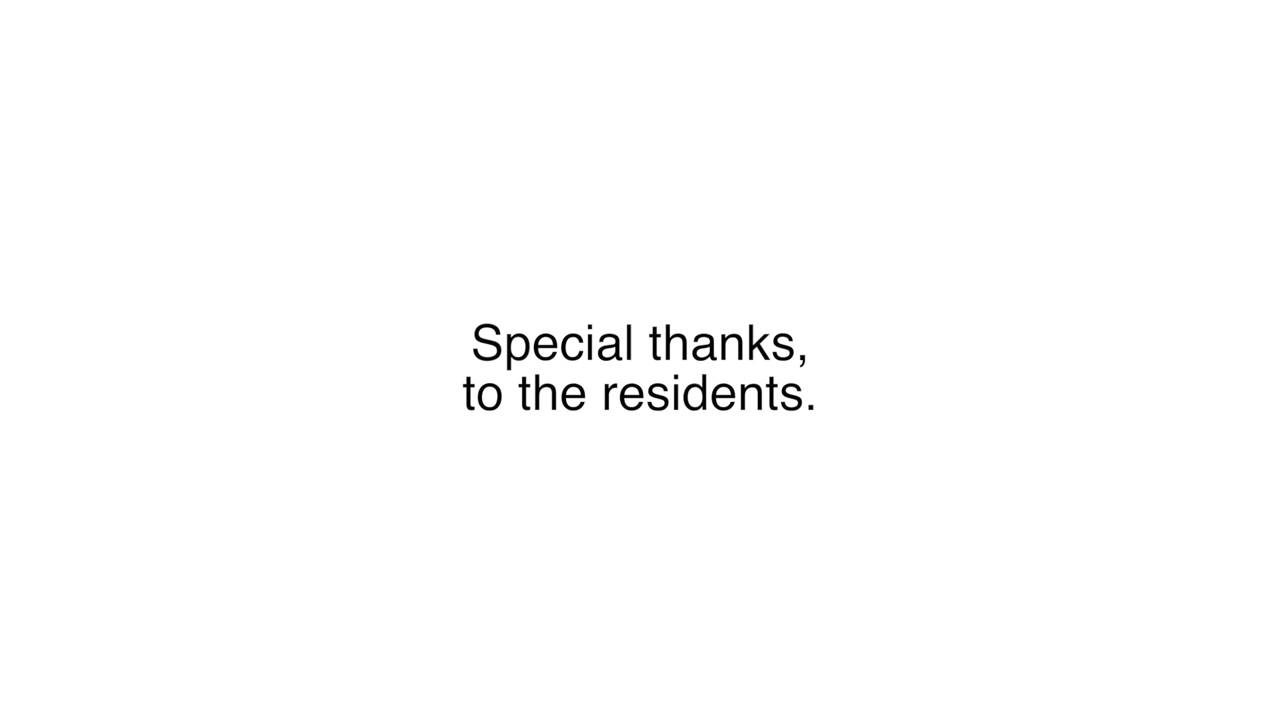 Special thanks,
to the residents.